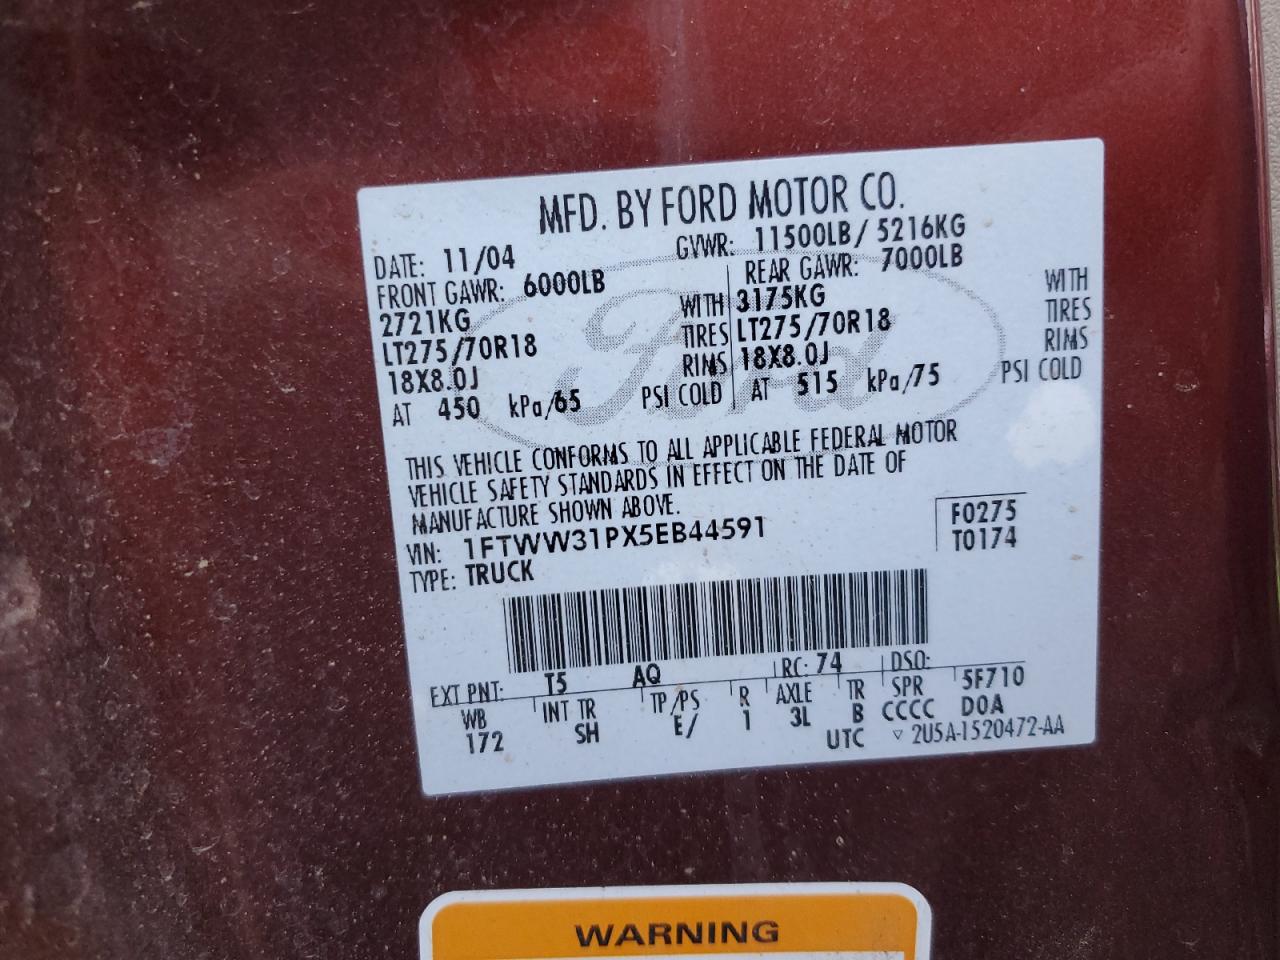 MFD. BY FORD MOTOR CO.
DATE: 11/04 GVWR: 11500LB/ 5216KG
FRONT GAWR: 6000LB REAR GAWR: 7000LB
2721KG WITH 3175KG WITH
LT275/70R18 TIRES LT275/70R18 TIRES
18X8.0J RIMS 18X8.0J RIMS
AT 450 kPa/65 PSI COLD AT 515 kPa/75 PSI COLD
Ford
THIS VEHICLE CONFORMS TO ALL APPLICABLE FEDERAL MOTOR
VEHICLE SAFETY STANDARDS IN EFFECT ON THE DATE OF
MANUFACTURE SHOWN ABOVE.
VIN: 1FTWW31PX5EB44591 F0275
TYPE: TRUCK T0174
EXT PNT: T5 AQ RC: 74 DSO:
WB INT TR TP/PS R AXLE TR SPR 5F710
172 SH E/ 1 3L B CCCC D0A
UTC ▽ 2U5A-1520472-AA
WARNING